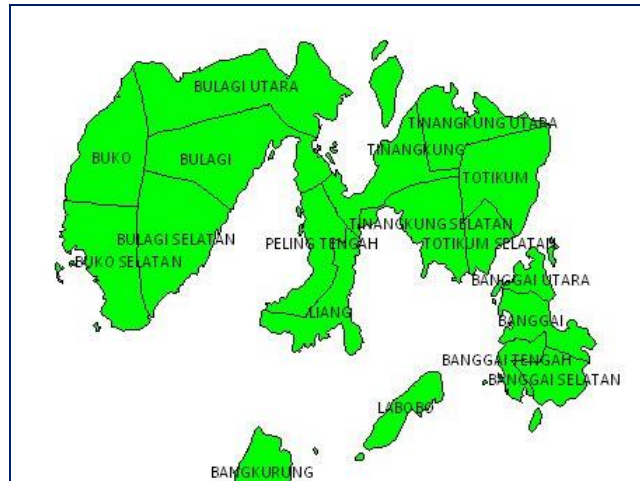 BULAGI UTARA
TINANGKUNG UTARA
TINANGKUNG
BUKO
BULAGI
TOTIKUM
TINANGKUNG SELATAN
BULAGI SELATAN
PELING TENGAH
TOTIKUM SELATAN
BUKO SELATAN
BANGGAI UTARA
LIANG
BANGGAI
BANGGAI TENGAH
BANGGAI SELATAN
LABOBO
BANGKURUNG